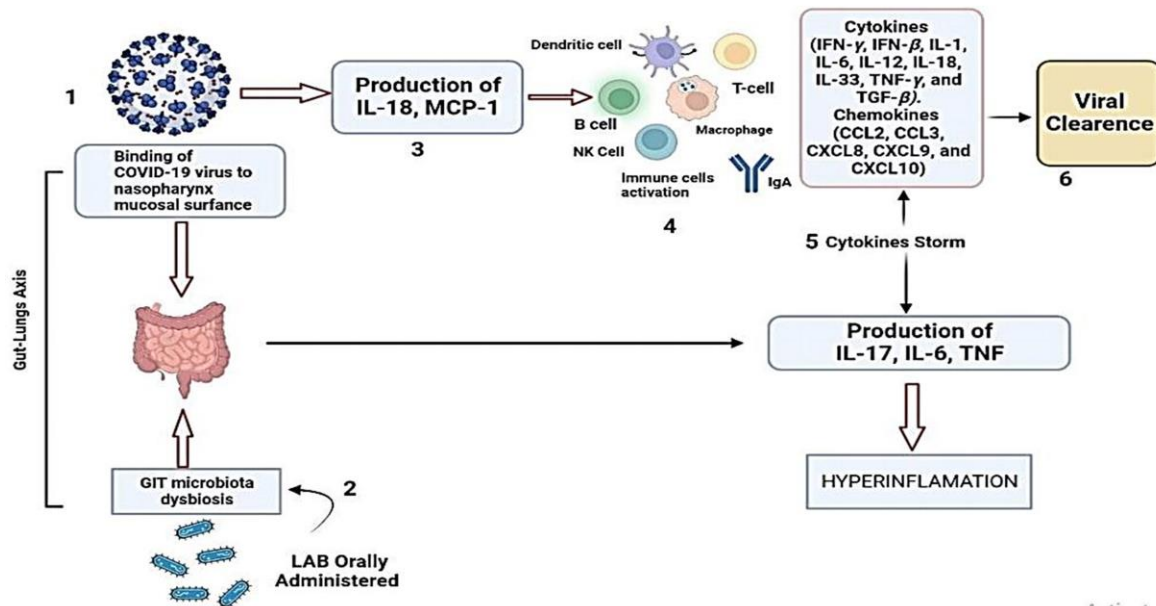 1
Binding of
COVID-19 virus to
nasopharynx
mucosal surfance
Gut-Lungs Axis
GIT microbiota
dysbiosis
2
LAB Orally
Administered
Production of
IL-18, MCP-1
3
Dendritic cell
T-cell
B cell
Macrophage
NK Cell
Immune cells
activation
IgA
4
Cytokines
(IFN-γ, IFN-β, IL-1,
IL-6, IL-12, IL-18,
IL-33, TNF-γ, and
TGF-β).
Chemokines
(CCL2, CCL3,
CXCL8, CXCL9, and
CXCL10)
5 Cytokines Storm
Production of
IL-17, IL-6, TNF
HYPERINFLAMATION
Viral
Clearence
6